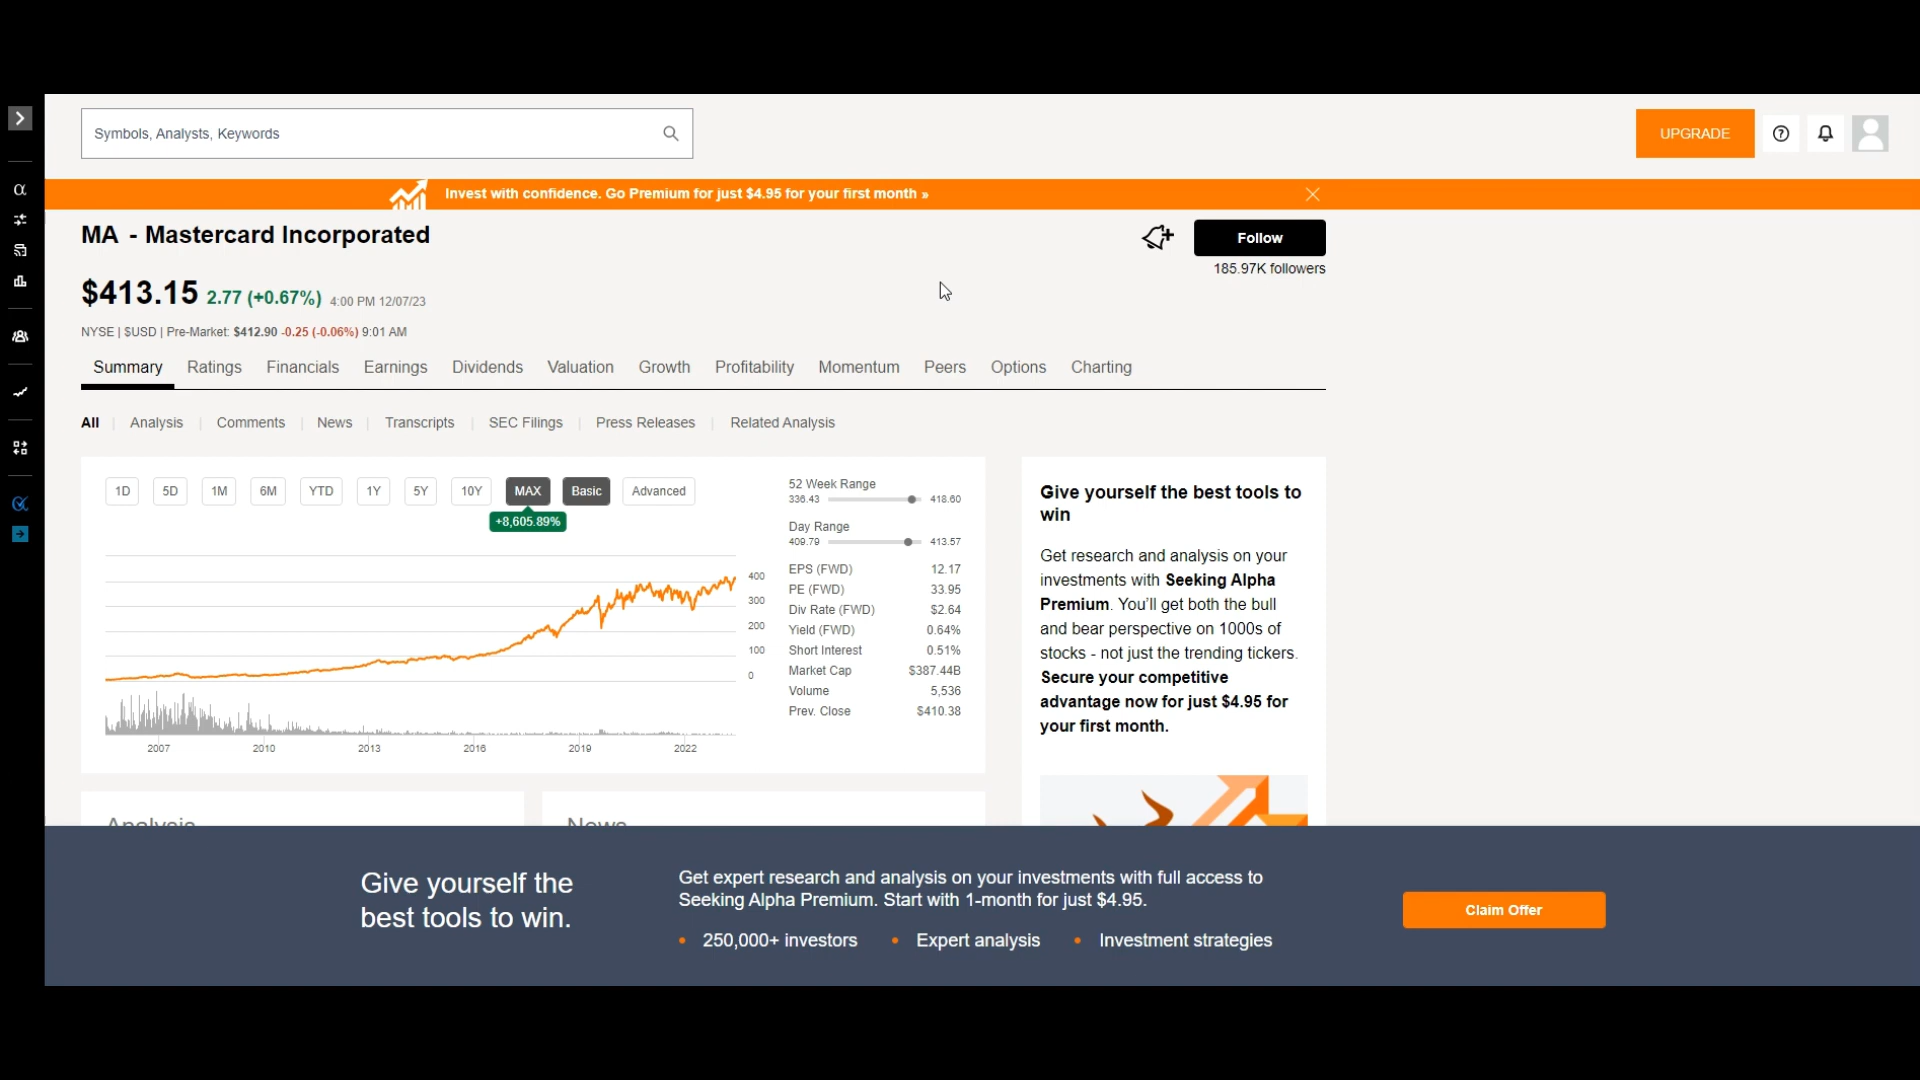 Symbols, Analysts, Keywords
UPGRADE
Invest with confidence. Go Premium for just $4.95 for your first month »
MA - Mastercard Incorporated
Follow
185.97K followers
$413.15 2.77 (+0.67%) 4:00 PM 12/07/23
NYSE | $USD | Pre-Market: $412.90 -0.25 (-0.06%) 9:01 AM
Summary Ratings Financials Earnings Dividends Valuation Growth Profitability Momentum Peers Options Charting
All | Analysis | Comments | News | Transcripts | SEC Filings | Press Releases | Related Analysis
1D 5D 1M 6M YTD 1Y 5Y 10Y MAX Basic Advanced
+8,605.89%
400
300
200
100
0
2007 2010 2013 2016 2019 2022
52 Week Range
336.43 418.60
Day Range
409.79 413.57
EPS (FWD) 12.17
PE (FWD) 33.95
Div Rate (FWD) $2.64
Yield (FWD) 0.64%
Short Interest 0.51%
Market Cap $387.44B
Volume 5,536
Prev. Close $410.38
Give yourself the best tools to
win
Get research and analysis on your
investments with Seeking Alpha
Premium. You'll get both the bull
and bear perspective on 1000s of
stocks - not just the trending tickers.
Secure your competitive
advantage now for just $4.95 for
your first month.
Analysis
News
Give yourself the
best tools to win.
Get expert research and analysis on your investments with full access to
Seeking Alpha Premium. Start with 1-month for just $4.95.
• 250,000+ investors • Expert analysis • Investment strategies
Claim Offer